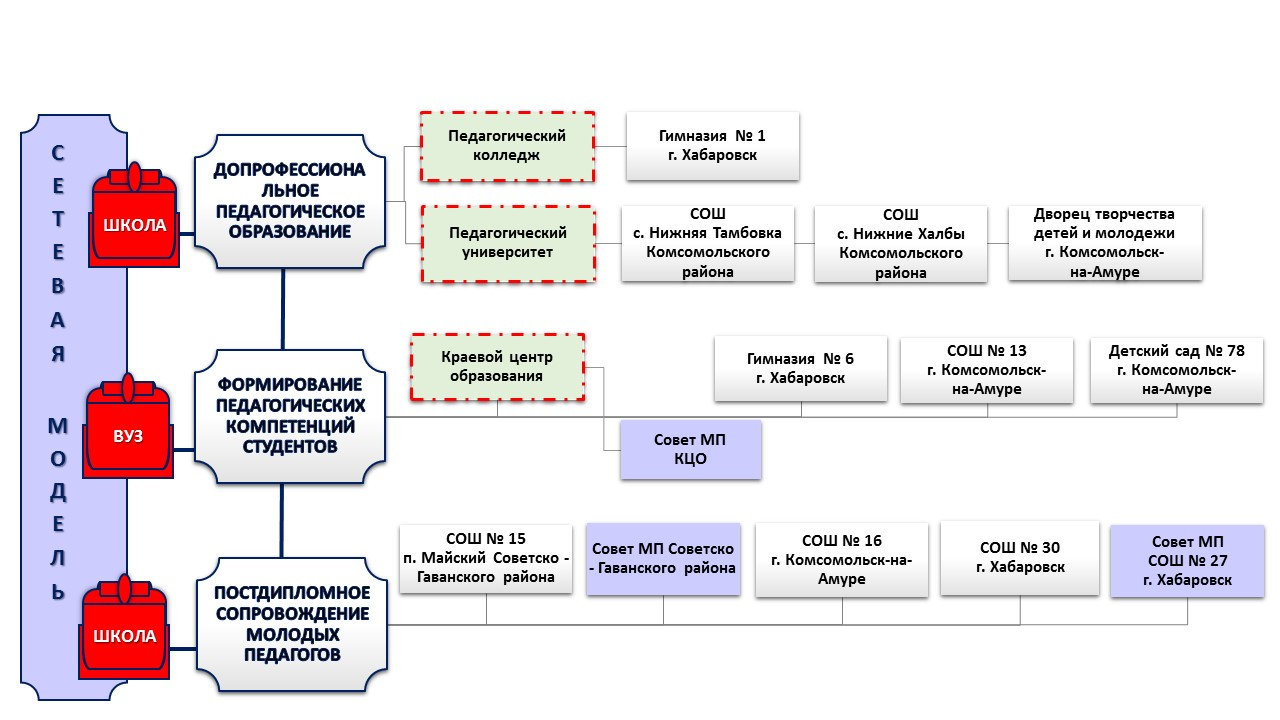 СЕТЕВАЯ МОДЕЛЬ
ШКОЛА
ДОПРОФЕССИОНА
ЛЬНОЕ
ПЕДАГОГИЧЕСКОЕ
ОБРАЗОВАНИЕ
Педагогический
колледж
Гимназия № 1
г. Хабаровск
Педагогический
университет
СОШ
с. Нижняя Тамбовка
Комсомольского
района
СОШ
с. Нижние Халбы
Комсомольского
района
Дворец творчества
детей и молодежи
г. Комсомольск-
на-Амуре
ВУЗ
ФОРМИРОВАНИЕ
ПЕДАГОГИЧЕСКИХ
КОМПЕТЕНЦИЙ
СТУДЕНТОВ
Краевой центр
образования
Гимназия № 6
г. Хабаровск
СОШ № 13
г. Комсомольск-
на-Амуре
Детский сад № 78
г. Комсомольск-
на-Амуре
Совет МП
КЦО
ШКОЛА
ПОСТДИПЛОМНОЕ
СОПРОВОЖДЕНИЕ
МОЛОДЫХ
ПЕДАГОГОВ
СОШ № 15
п. Майский Советско -
Гаванского района
Совет МП Советско
- Гаванского района
СОШ № 16
г. Комсомольск-на-
Амуре
СОШ № 30
г. Хабаровск
Совет МП
СОШ № 27
г. Хабаровск